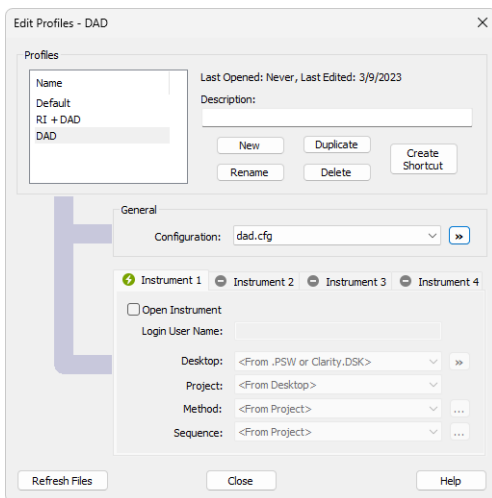 Edit Profiles - DAD
Profiles
Name
Default
RI + DAD
DAD
Last Opened: Never, Last Edited: 3/9/2023
Description:
New
Duplicate
Create Shortcut
Rename
Delete
General
Configuration: dad.cfg
Instrument 1 Instrument 2 Instrument 3 Instrument 4
Open Instrument
Login User Name:
Desktop: <From .PSW or Clarity.DSK>
Project: <From Desktop>
Method: <From Project> ...
Sequence: <From Project> ...
Refresh Files
Close
Help